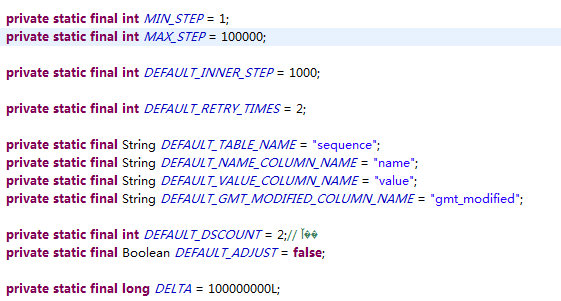 private static final int MIN_STEP = 1;
private static final int MAX_STEP = 100000;
private static final int DEFAULT_INNER_STEP = 1000;
private static final int DEFAULT_RETRY_TIMES = 2;
private static final String DEFAULT_TABLE_NAME = "sequence";
private static final String DEFAULT_NAME_COLUMN_NAME = "name";
private static final String DEFAULT_VALUE_COLUMN_NAME = "value";
private static final String DEFAULT_GMT_MODIFIED_COLUMN_NAME = "gmt_modified";
private static final int DEFAULT_DSCOUNT = 2;//
private static final Boolean DEFAULT_ADJUST = false;
private static final long DELTA = 100000000L;